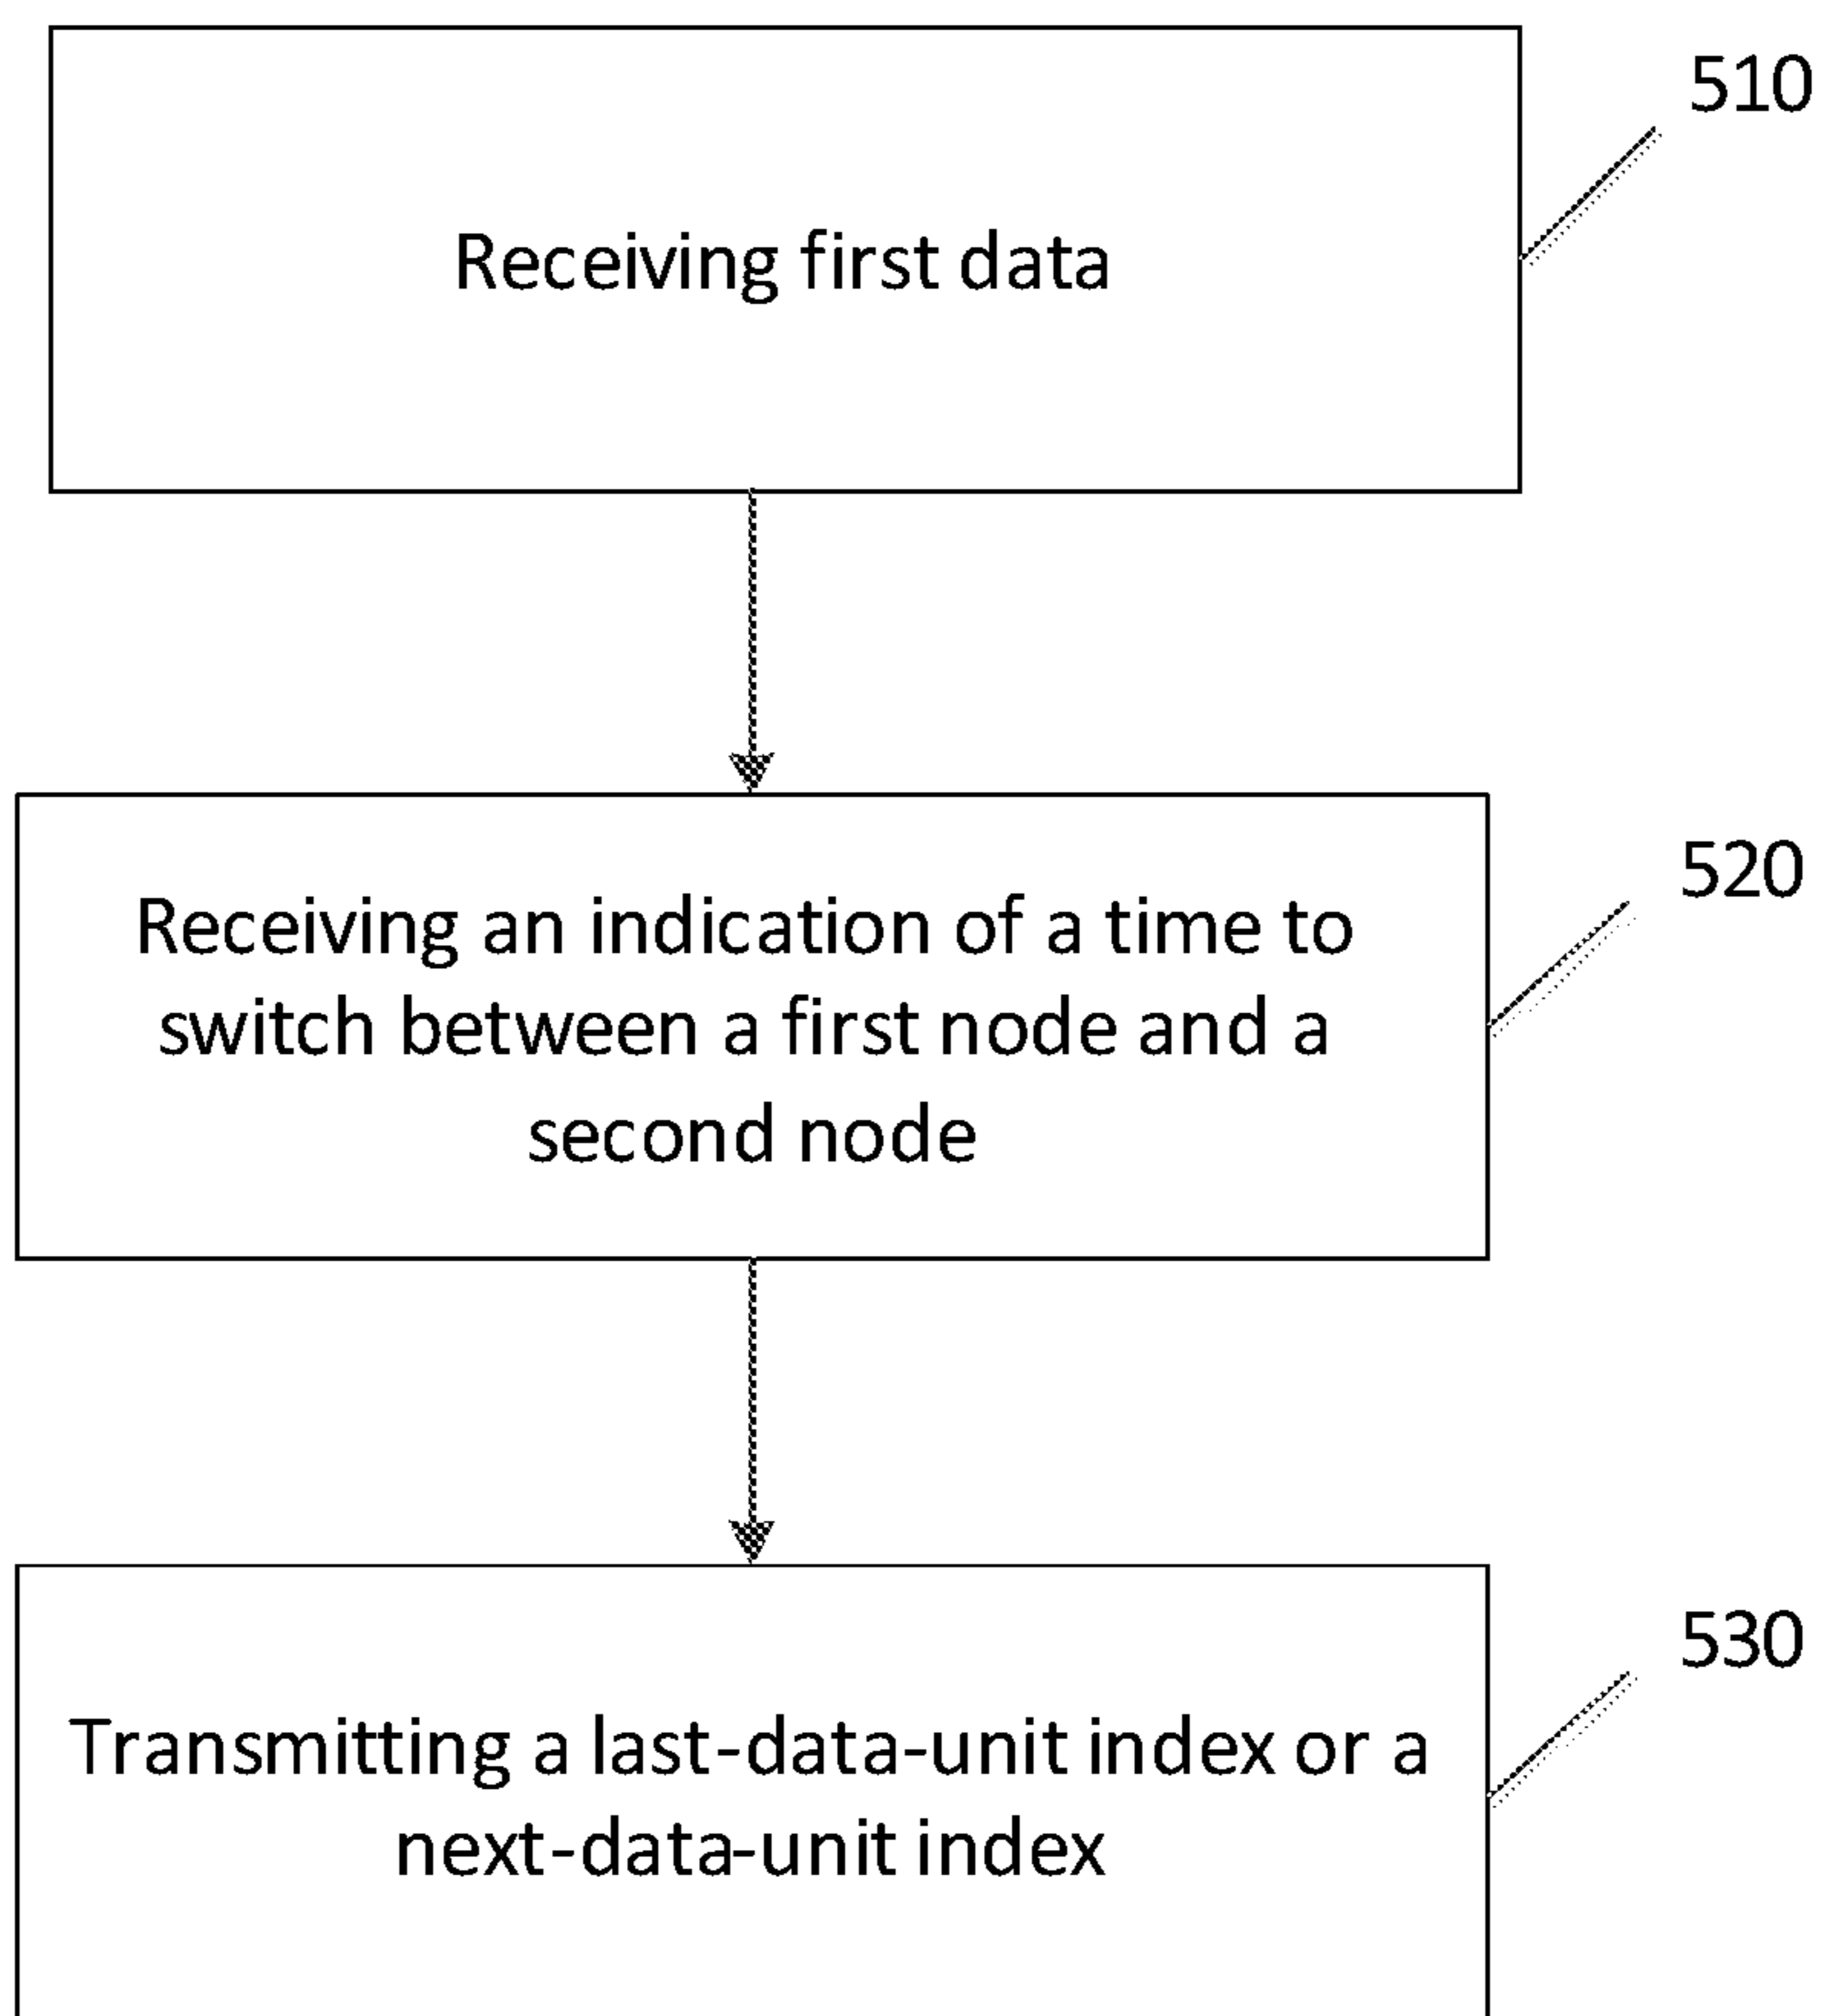 510
Receiving first data
520
Receiving an indication of a time to
switch between a first node and a
second node
530
Transmitting a last-data-unit index or a
next-data-unit index